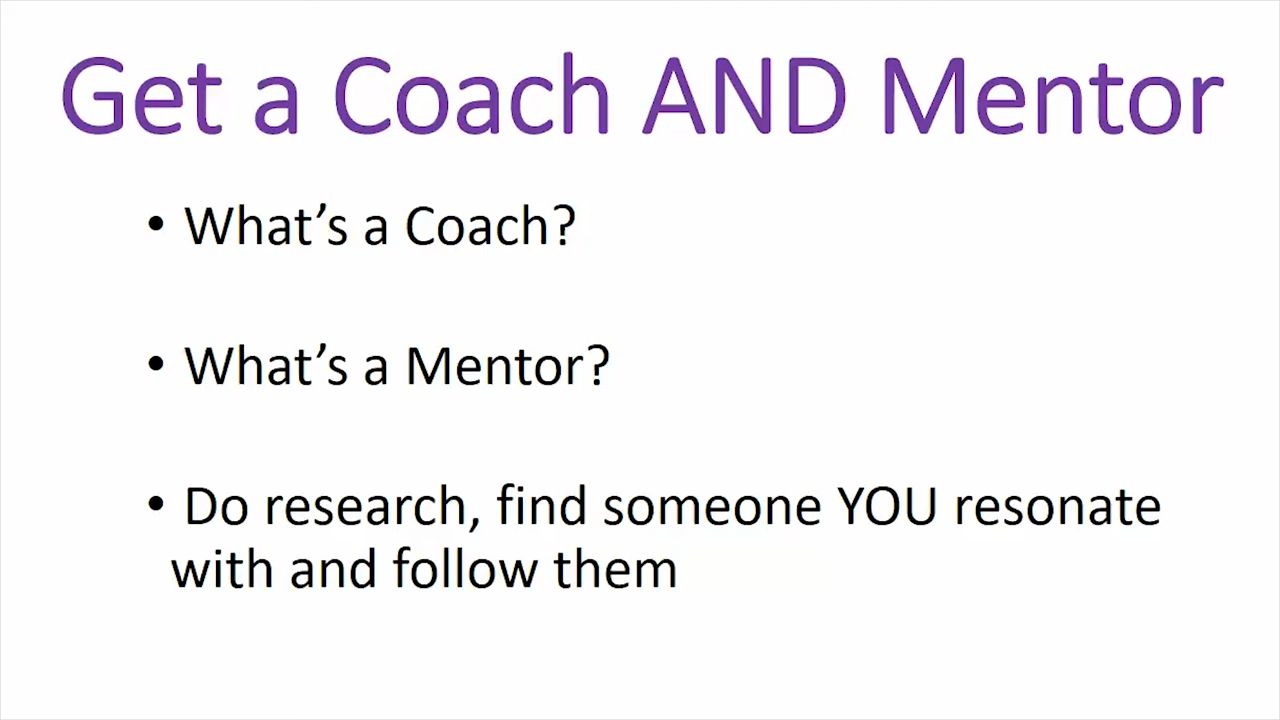 Get a Coach AND Mentor
• What’s a Coach?
• What’s a Mentor?
• Do research, find someone YOU resonate
with and follow them